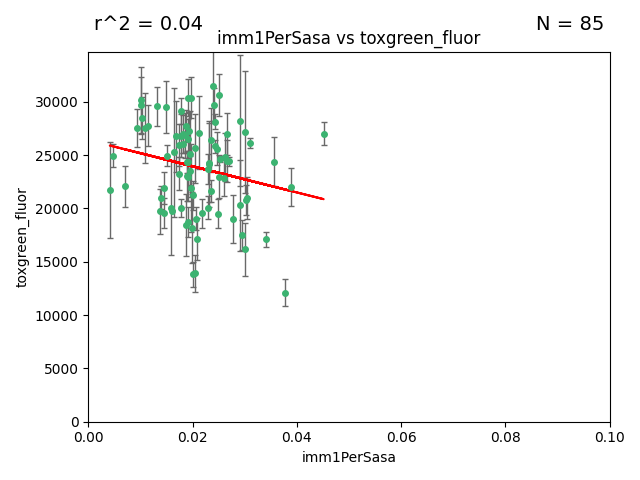 r^2 = 0.04
N = 85
imm1PerSasa vs toxgreen_fluor
30000
25000
20000
15000
10000
5000
0
toxgreen_fluor
0.00
0.02
0.04
0.06
0.08
0.10
imm1PerSasa